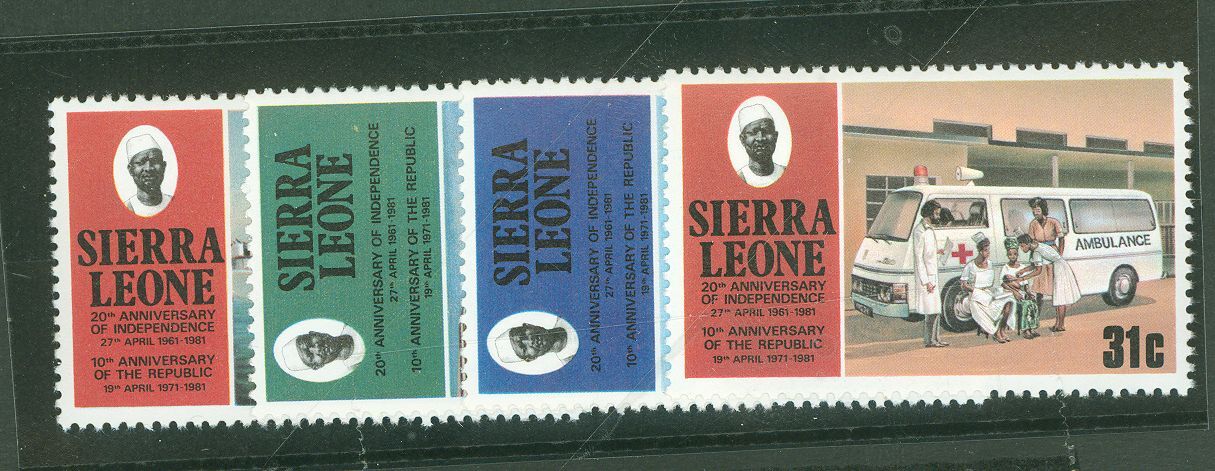 SIERRA
LEONE
20th ANNIVERSARY
OF INDEPENDENCE
27th APRIL 1961-1981
10th ANNIVERSARY
OF THE REPUBLIC
19th APRIL 1971-1981
SIERRA
LEONE
20th ANNIVERSARY OF INDEPENDENCE
27th APRIL 1961-1981
10th ANNIVERSARY OF THE REPUBLIC
19th APRIL 1971-1981
SIERRA
LEONE
20th ANNIVERSARY OF INDEPENDENCE
27th APRIL 1961-1981
10th ANNIVERSARY OF THE REPUBLIC
19th APRIL 1971-1981
SIERRA
LEONE
20th ANNIVERSARY
OF INDEPENDENCE
27th APRIL 1961-1981
10th ANNIVERSARY
OF THE REPUBLIC
19th APRIL 1971-1981
AMBULANCE
31c